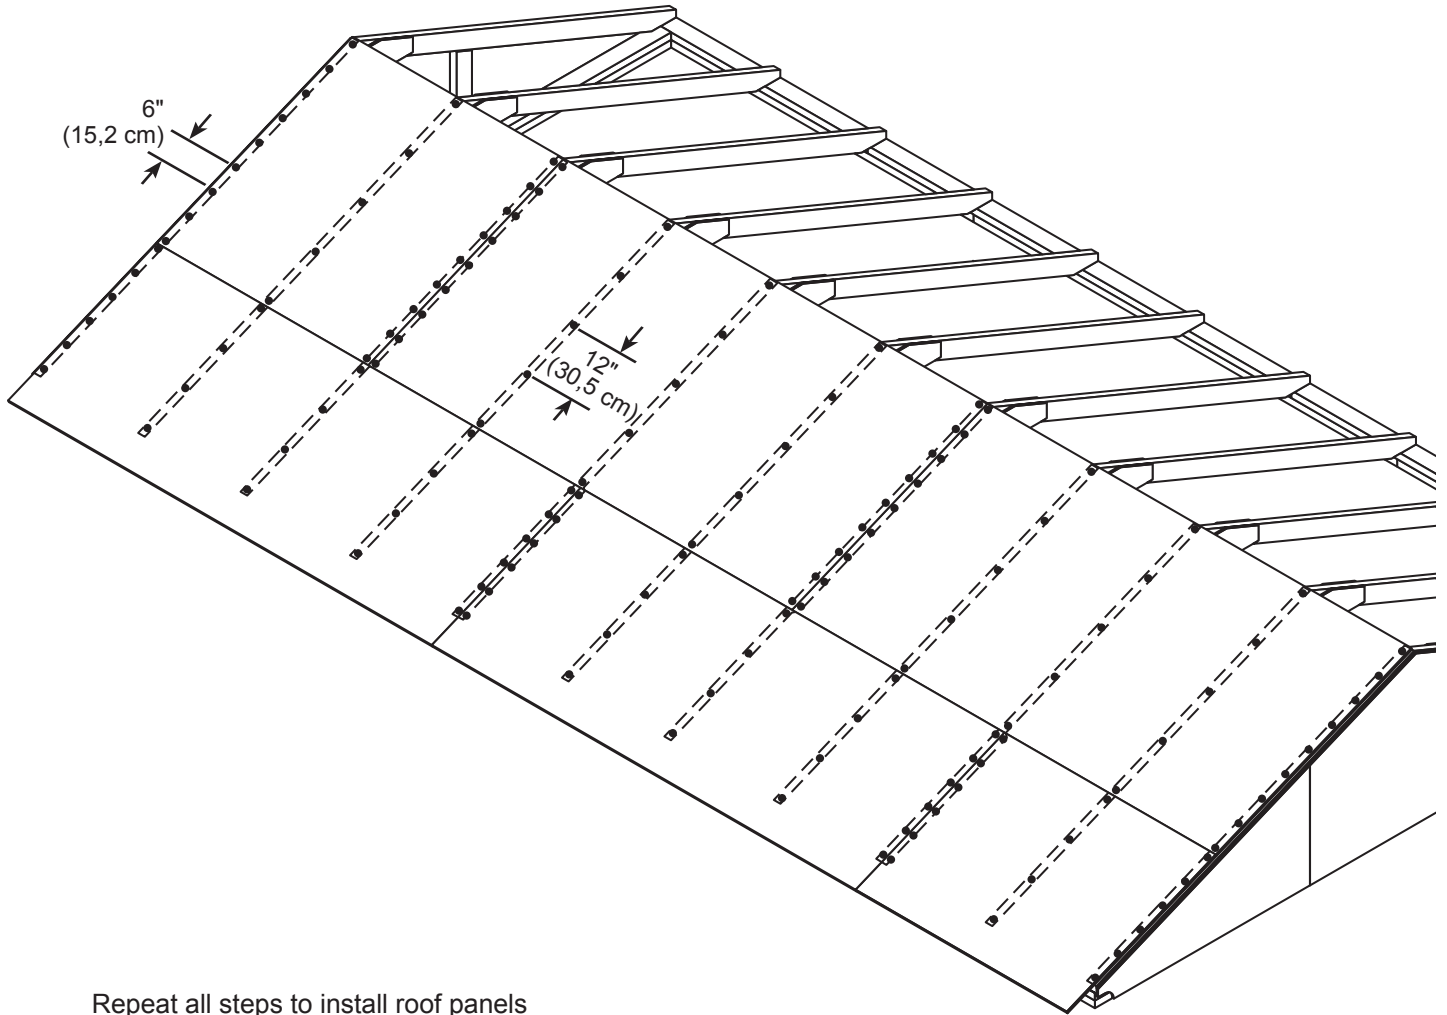 6"
(15,2 cm)
12"
(30,5 cm)
Repeat all steps to install roof panels